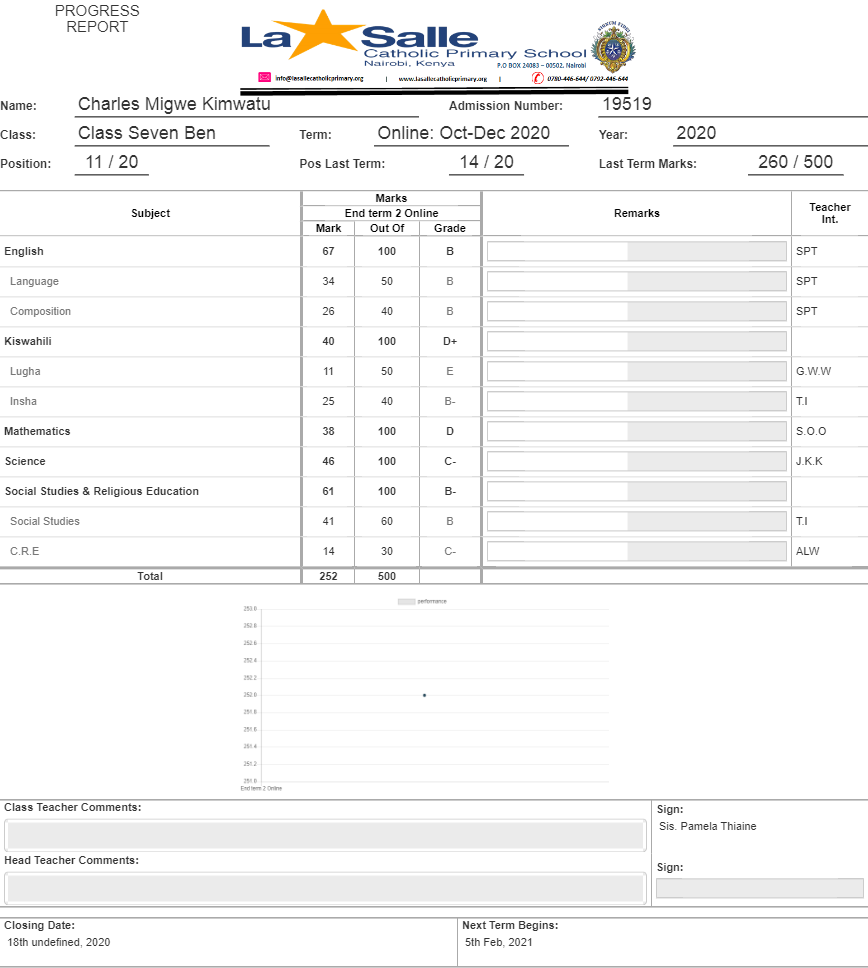 PROGRESS
REPORT
La Salle
Catholic Primary School
Nairobi, Kenya
P.O BOX 24083 – 00502, Nairobi
info@lasallecatholicprimary.org | www.lasallecatholicprimary.org | 0780-446-644/ 0792-446-644
Name: Charles Migwe Kimwatu Admission Number: 19519
Class: Class Seven Ben Term: Online: Oct-Dec 2020 Year: 2020
Position: 11 / 20 Pos Last Term: 14 / 20 Last Term Marks: 260 / 500
Subject Marks Remarks Teacher Int.
End term 2 Online
Mark Out Of Grade
English 67 100 B SPT
Language 34 50 B SPT
Composition 26 40 B SPT
Kiswahili 40 100 D+
Lugha 11 50 E G.W.W
Insha 25 40 B- T.I
Mathematics 38 100 D S.O.O
Science 46 100 C- J.K.K
Social Studies & Religious Education 61 100 B-
Social Studies 41 60 B T.I
C.R.E 14 30 C- ALW
Total 252 500
performance
253.0
252.8
252.6
252.4
252.2
252.0
251.8
251.6
251.4
251.2
251.0
End term 2 Online
Class Teacher Comments: Sign:
Sis. Pamela Thiaine
Head Teacher Comments: Sign:
Closing Date: Next Term Begins:
18th undefined, 2020 5th Feb, 2021